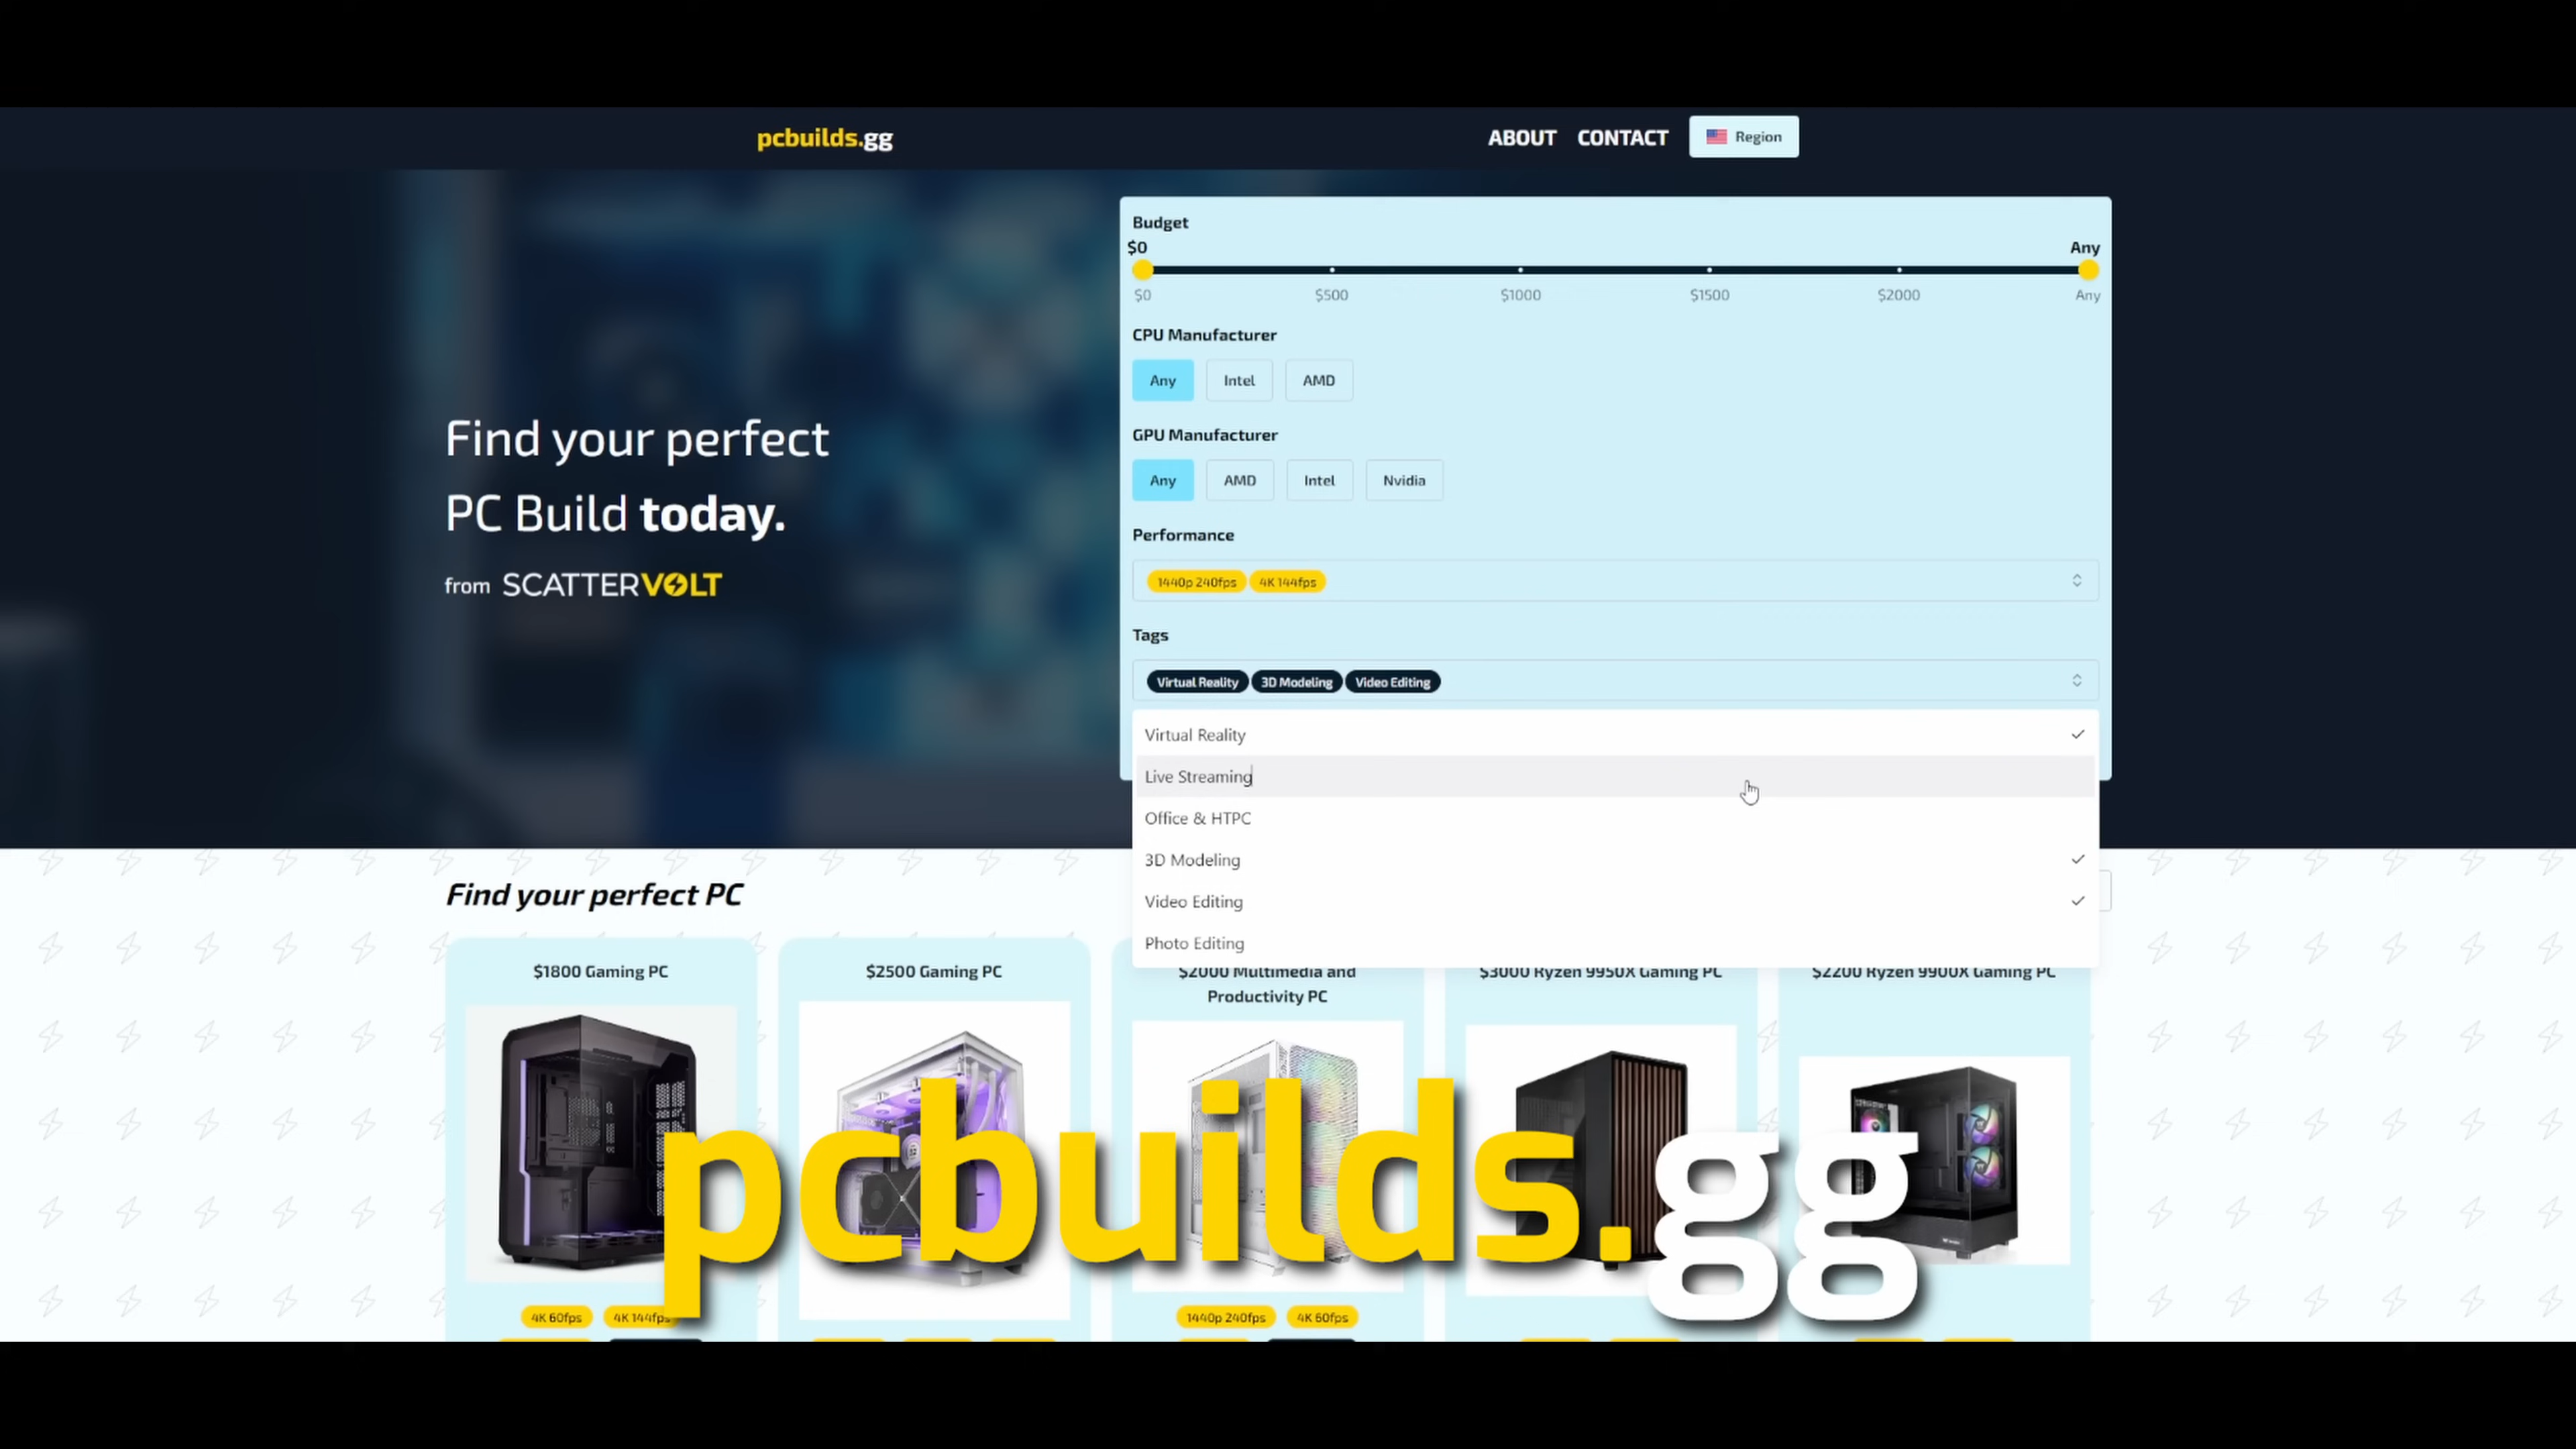 pcbuilds.gg
ABOUT CONTACT Region
Budget
$0 Any
$0 $500 $1000 $1500 $2000 Any
CPU Manufacturer
Any Intel AMD
GPU Manufacturer
Any AMD Intel Nvidia
Performance
1440p 240fps 4K 144fps
Tags
Virtual Reality 3D Modeling Video Editing
Virtual Reality
Live Streaming
Office & HTPC
3D Modeling
Video Editing
Photo Editing
Find your perfect
PC Build today.
from SCATTERVOLT
Find your perfect PC
$1800 Gaming PC
$2500 Gaming PC
$2000 Multimedia and
Productivity PC
$3000 Ryzen 9950X Gaming PC
$2200 Ryzen 9900X Gaming PC
pcbuilds.gg
4K 60fps 4K 144fps
1440p 240fps 4K 60fps